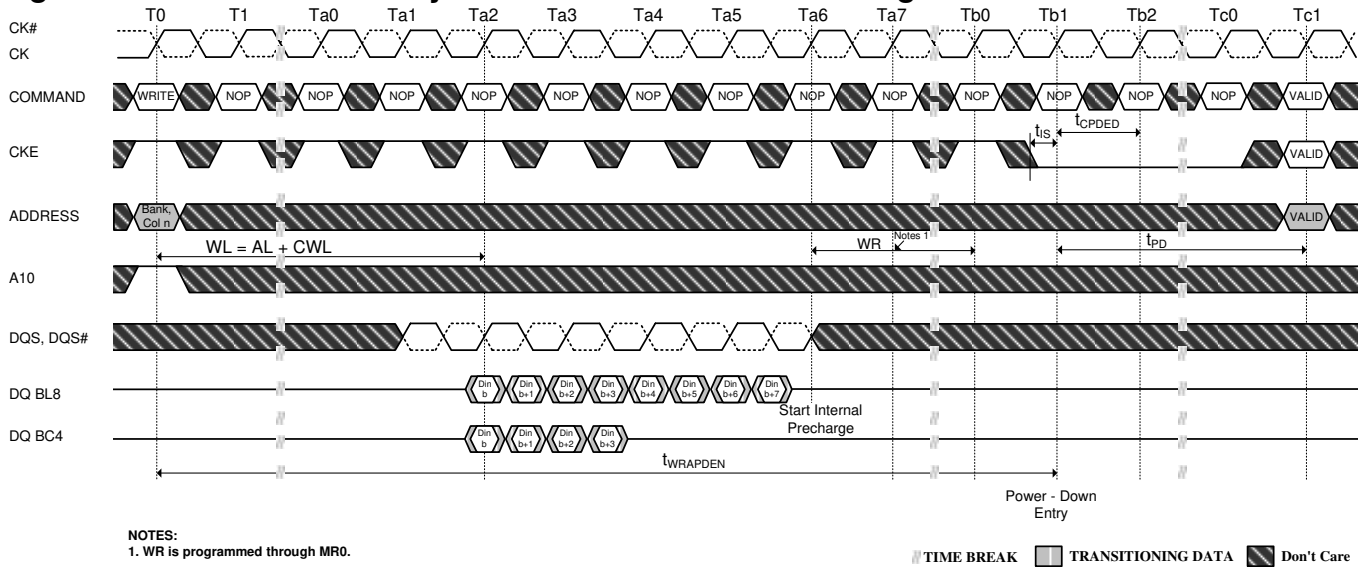 T0 T1 Ta0 Ta1 Ta2 Ta3 Ta4 Ta5 Ta6 Ta7 Tb0 Tb1 Tb2 Tc0 Tc1
CK#
CK
COMMAND WRITE NOP NOP NOP NOP NOP NOP NOP NOP NOP NOP NOP NOP NOP VALID
tIS tCPDED
CKE VALID
ADDRESS Bank, Col n VALID
WL = AL + CWL WR Notes 1 tPD
A10
DQS, DQS#
DQ BL8 Din b Din b+1 Din b+2 Din b+3 Din b+4 Din b+5 Din b+6 Din b+7
Start Internal
Precharge
DQ BC4 Din b Din b+1 Din b+2 Din b+3
tWRAPDEN
Power - Down
Entry
NOTES:
1. WR is programmed through MR0.
TIME BREAK TRANSITIONING DATA Don't Care